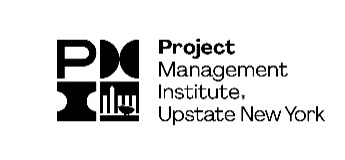 Project
Management
Institute,
Upstate New York